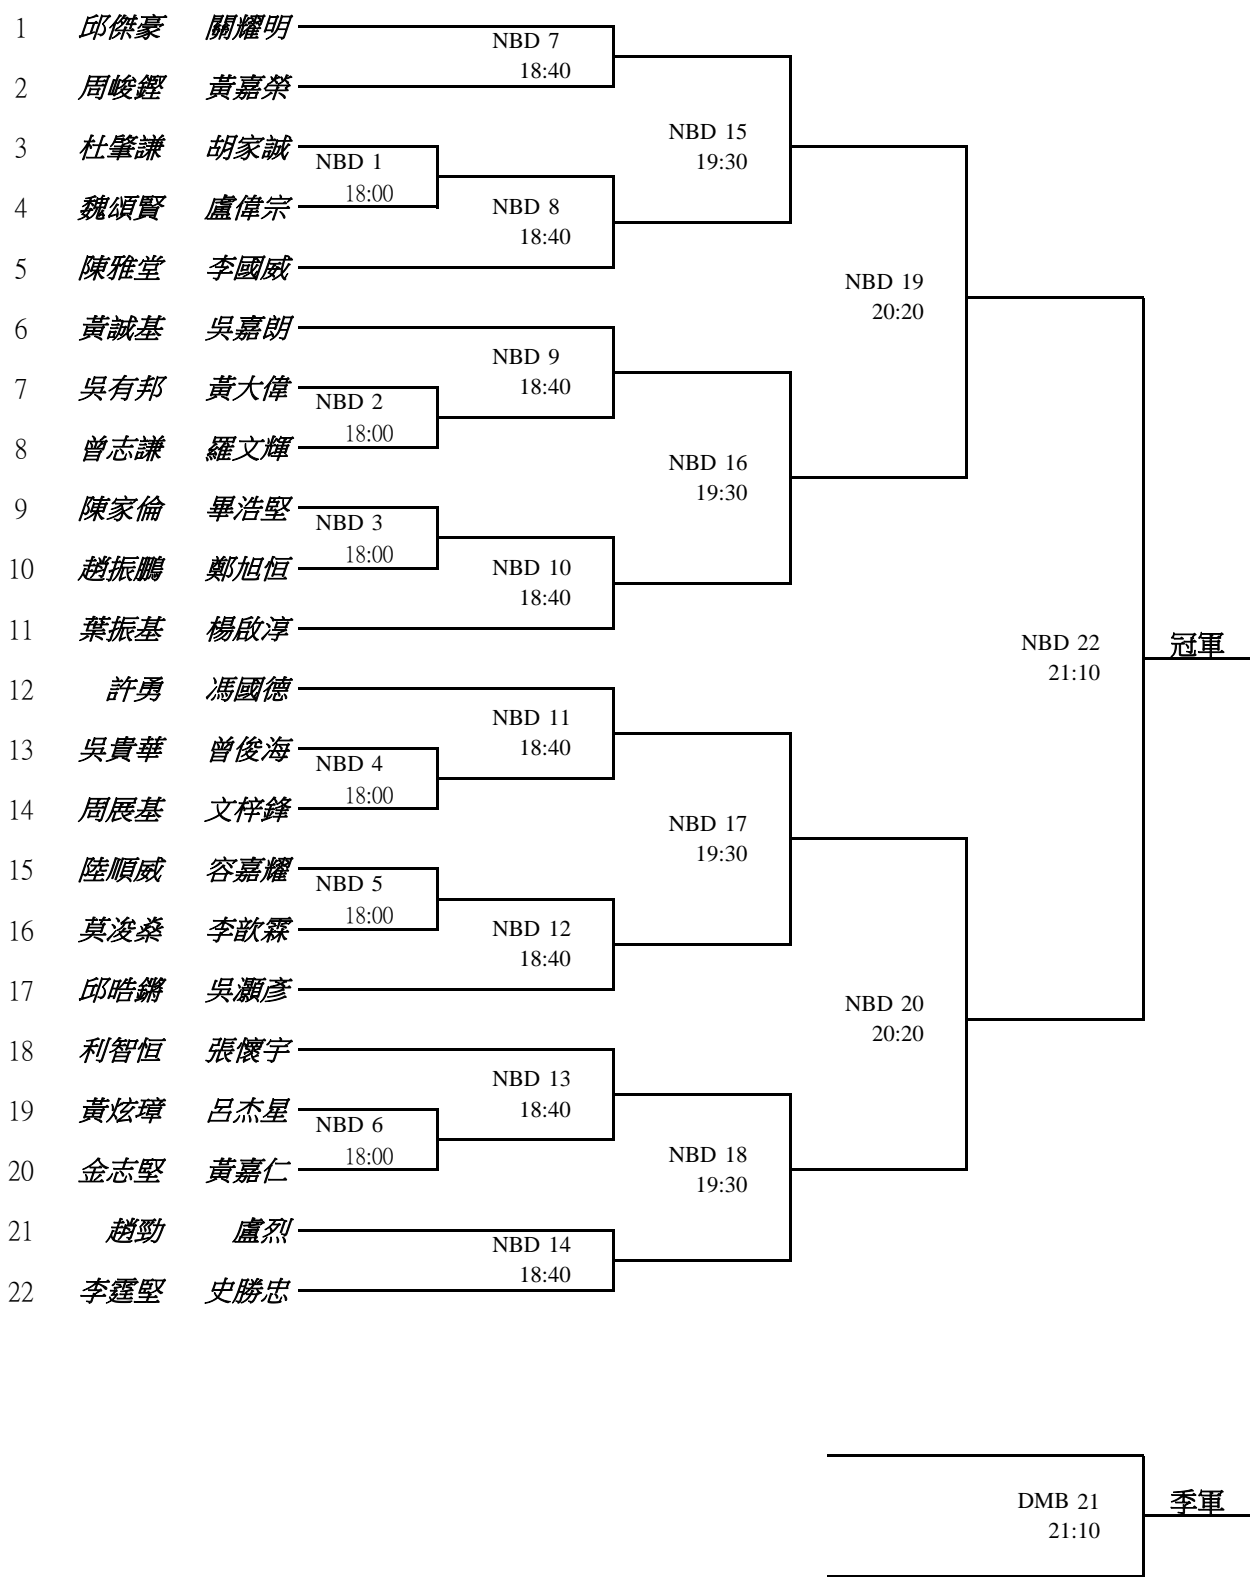 1 邱傑豪 關耀明
NBD 7
18:40
2 周峻鏗 黃嘉榮
NBD 15
19:30
3 杜肇謙 胡家誠
NBD 1
18:00
4 魏頌賢 盧偉宗
NBD 8
18:40
5 陳雅堂 李國威
NBD 19
20:20
6 黃誠基 吳嘉朗
NBD 9
18:40
7 吳有邦 黃大偉
NBD 2
18:00
8 曾志謙 羅文輝
NBD 16
19:30
9 陳家倫 畢浩堅
NBD 3
18:00
10 趙振鵬 鄭旭恒
NBD 10
18:40
11 葉振基 楊啟淳
NBD 22
21:10
冠軍
12 許勇 馮國德
NBD 11
18:40
13 吳貴華 曾俊海
NBD 4
18:00
14 周展基 文梓鋒
NBD 17
19:30
15 陸順威 容嘉耀
NBD 5
18:00
16 莫浚燊 李歆霖
NBD 12
18:40
17 邱晧鏘 吳灝彥
NBD 20
20:20
18 利智恒 張懷宇
NBD 13
18:40
19 黃炫璋 呂杰星
NBD 6
18:00
20 金志堅 黃嘉仁
NBD 18
19:30
21 趙勁 盧烈
NBD 14
18:40
22 李霆堅 史勝忠
DMB 21
21:10
季軍